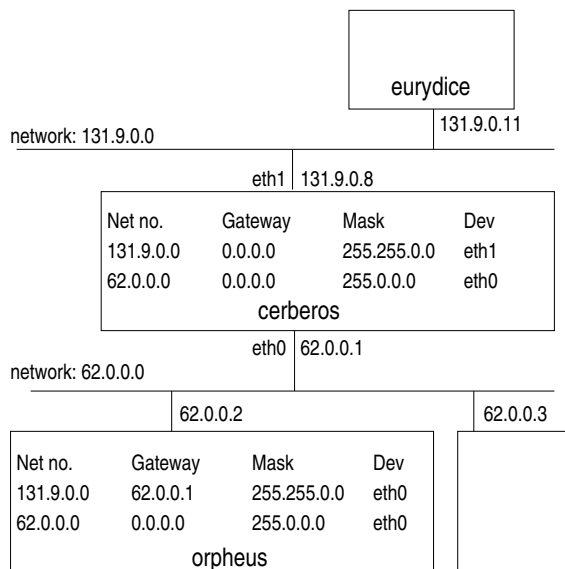 eurydice
131.9.0.11
network: 131.9.0.0
eth1 131.9.0.8
Net no. Gateway Mask Dev
131.9.0.0 0.0.0.0 255.255.0.0 eth1
62.0.0.0 0.0.0.0 255.0.0.0 eth0
cerberos
eth0 62.0.0.1
network: 62.0.0.0
62.0.0.2 62.0.0.3
Net no. Gateway Mask Dev
131.9.0.0 62.0.0.1 255.255.0.0 eth0
62.0.0.0 0.0.0.0 255.0.0.0 eth0
orpheus